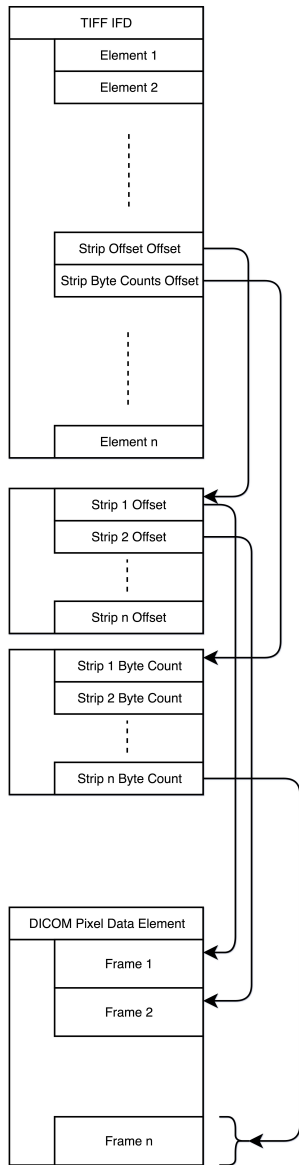 TIFF IFD
Element 1
Element 2
Strip Offset Offset
Strip Byte Counts Offset
Element n
Strip 1 Offset
Strip 2 Offset
Strip n Offset
Strip 1 Byte Count
Strip 2 Byte Count
Strip n Byte Count
DICOM Pixel Data Element
Frame 1
Frame 2
Frame n